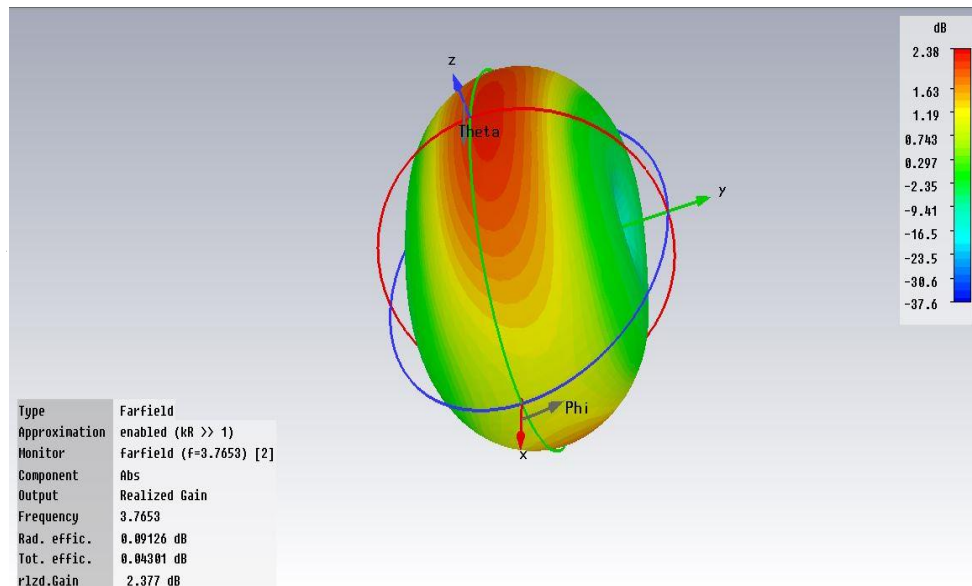 dB
2.38
1.63
1.19
0.743
0.297
-2.35
-9.41
-16.5
-23.5
-30.6
-37.6
z
Theta
y
Phi
x
Type Farfield
Approximation enabled (kR >> 1)
Monitor farfield (f=3.7653) [2]
Component Abs
Output Realized Gain
Frequency 3.7653
Rad. effic. 0.09126 dB
Tot. effic. 0.04301 dB
rlzd.Gain 2.377 dB